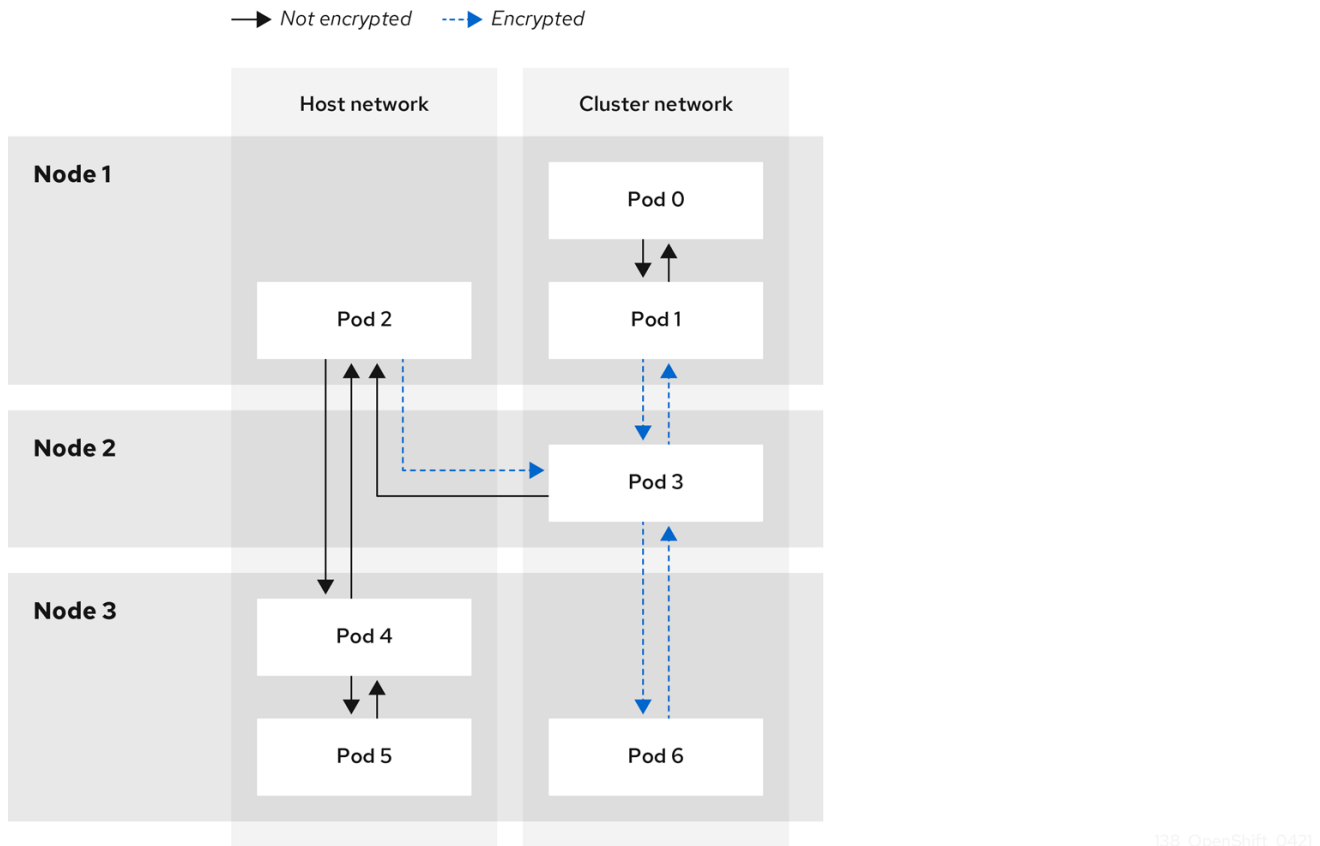 Not encrypted Encrypted
Host network Cluster network
Node 1
Pod 0
Pod 2 Pod 1
Node 2
Pod 3
Node 3
Pod 4
Pod 5 Pod 6
138_OpenShift_0421